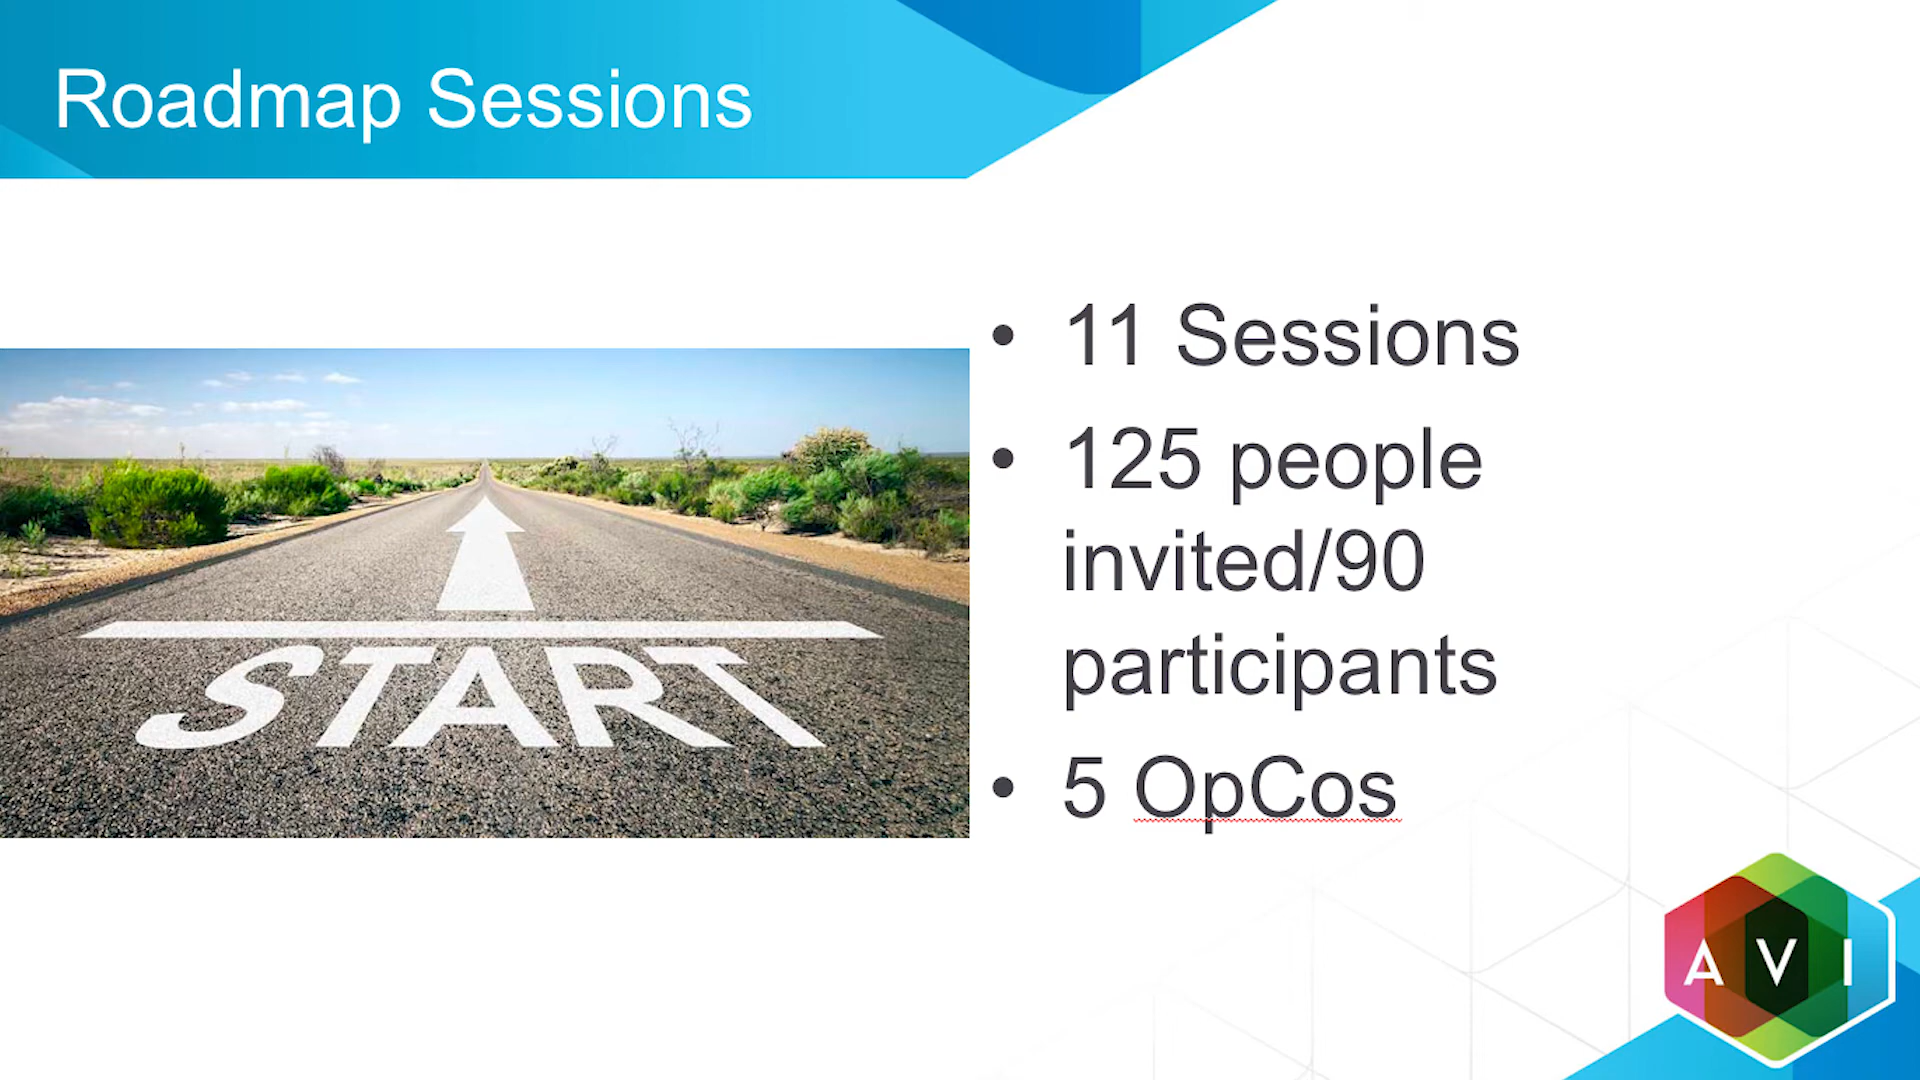 Roadmap Sessions
START
• 11 Sessions
• 125 people
invited/90
participants
• 5 OpCos
AVI